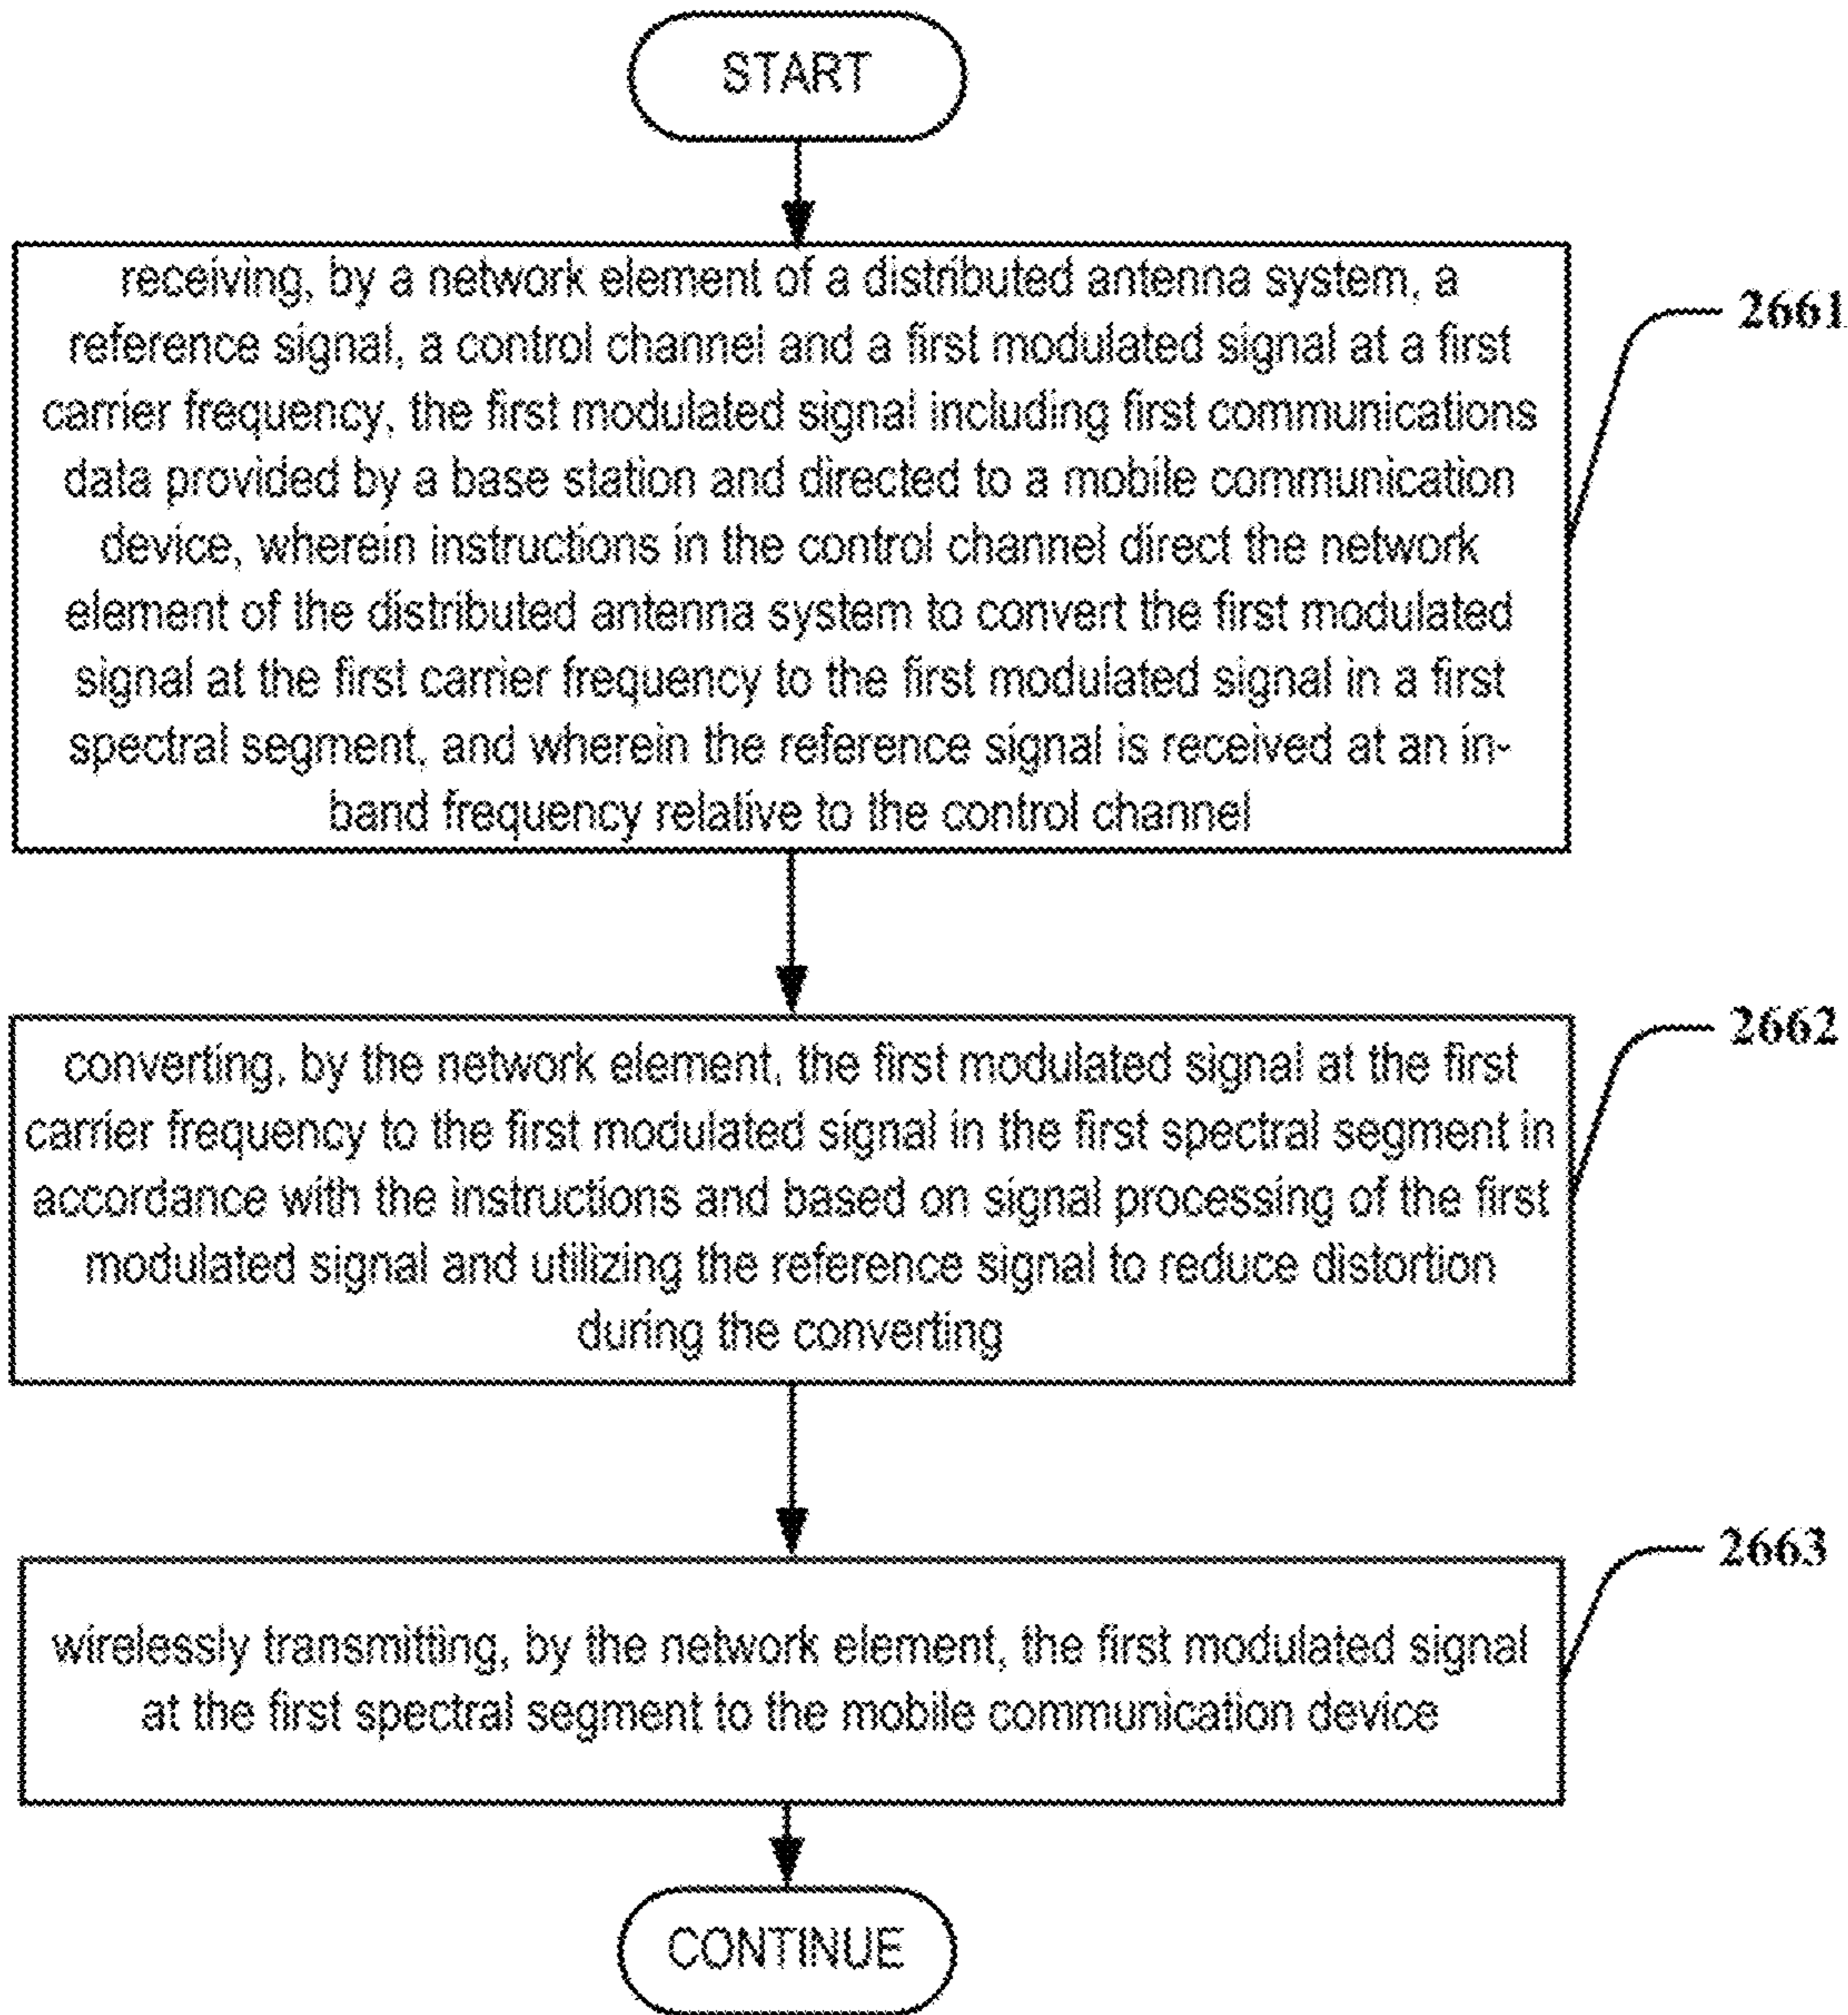 START
receiving, by a network element of a distributed antenna system, a
reference signal, a control channel and a first modulated signal at a first
carrier frequency, the first modulated signal including first communications
data provided by a base station and directed to a mobile communication
device, wherein instructions in the control channel direct the network
element of the distributed antenna system to convert the first modulated
signal at the first carrier frequency to the first modulated signal in a first
spectral segment, and wherein the reference signal is received at an in-
band frequency relative to the control channel
2661
converting, by the network element, the first modulated signal at the first
carrier frequency to the first modulated signal in the first spectral segment in
accordance with the instructions and based on signal processing of the first
modulated signal and utilizing the reference signal to reduce distortion
during the converting
2662
wirelessly transmitting, by the network element, the first modulated signal
at the first spectral segment to the mobile communication device
2663
CONTINUE